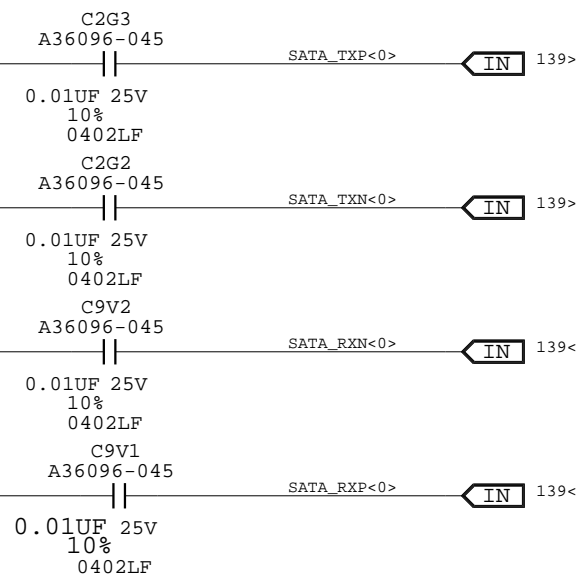 C2G3
A36096-045
SATA_TXP<0>
IN
139>
0.01UF 25V
10%
0402LF
C2G2
A36096-045
SATA_TXN<0>
IN
139>
0.01UF 25V
10%
0402LF
C9V2
A36096-045
SATA_RXN<0>
IN
139<
0.01UF 25V
10%
0402LF
C9V1
A36096-045
SATA_RXP<0>
IN
139<
0.01UF 25V
10%
0402LF